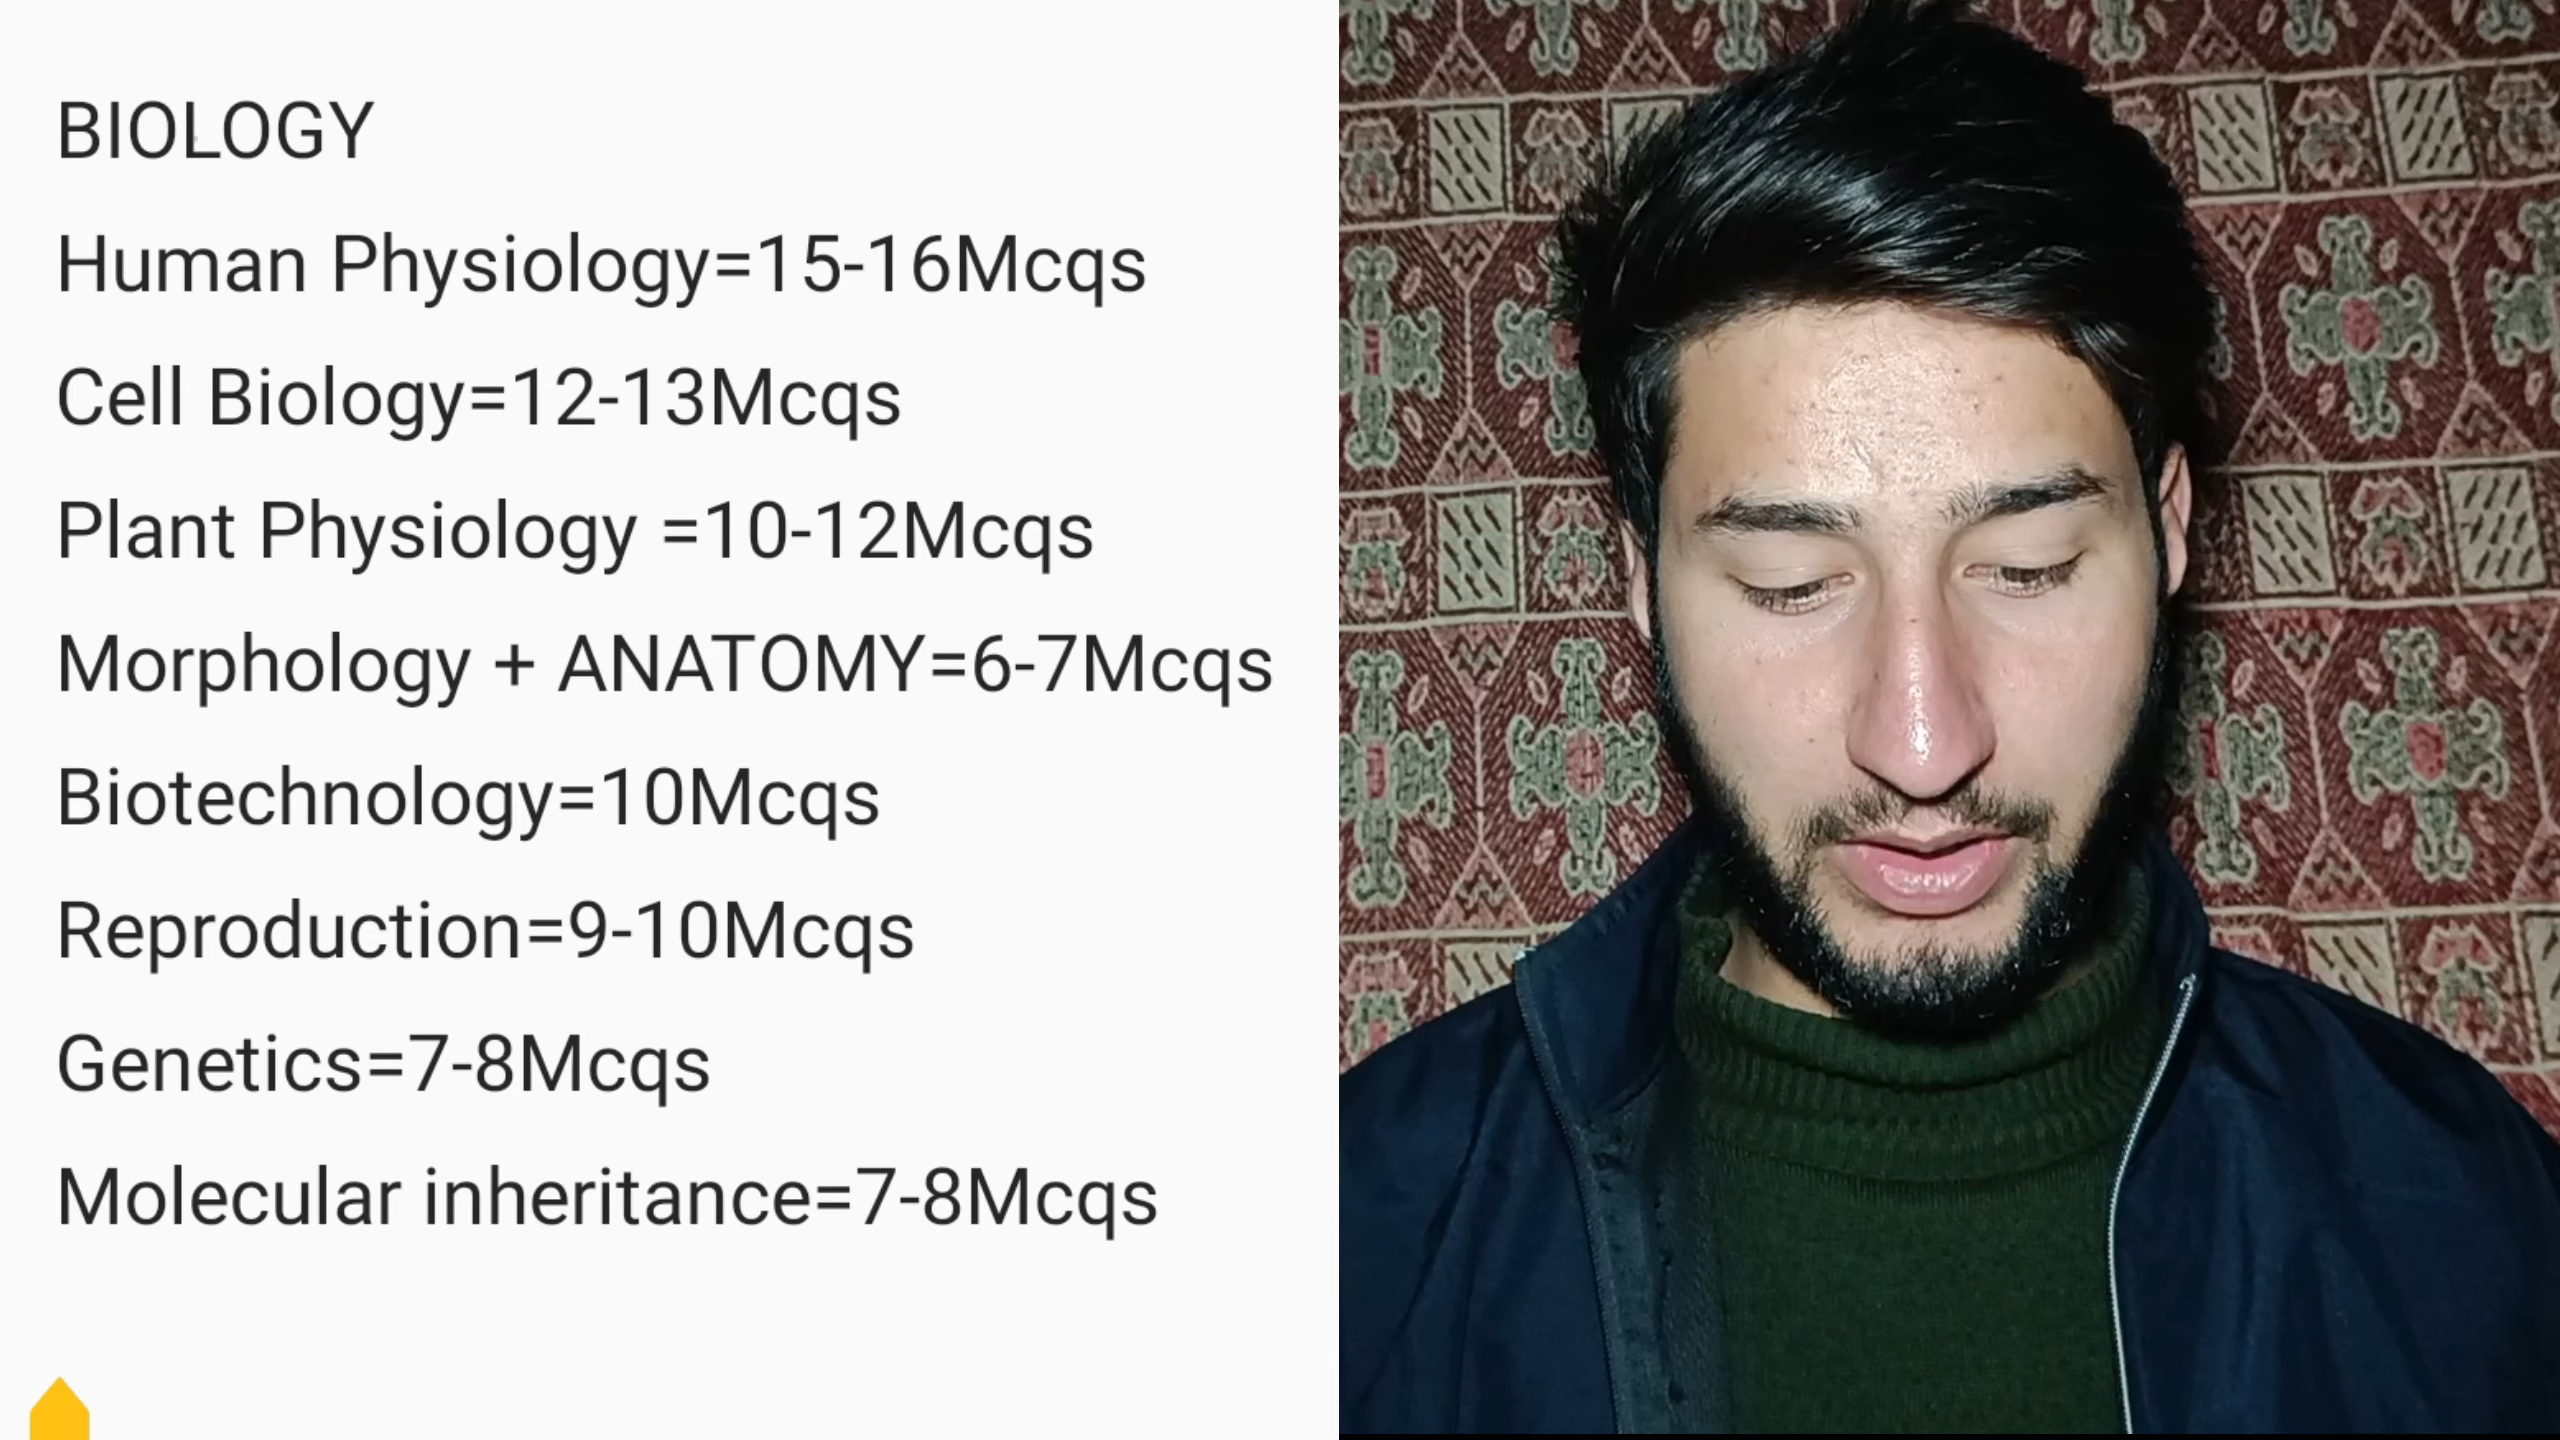 BIOLOGY
Human Physiology=15-16Mcqs
Cell Biology=12-13Mcqs
Plant Physiology =10-12Mcqs
Morphology + ANATOMY=6-7Mcqs
Biotechnology=10Mcqs
Reproduction=9-10Mcqs
Genetics=7-8Mcqs
Molecular inheritance=7-8Mcqs